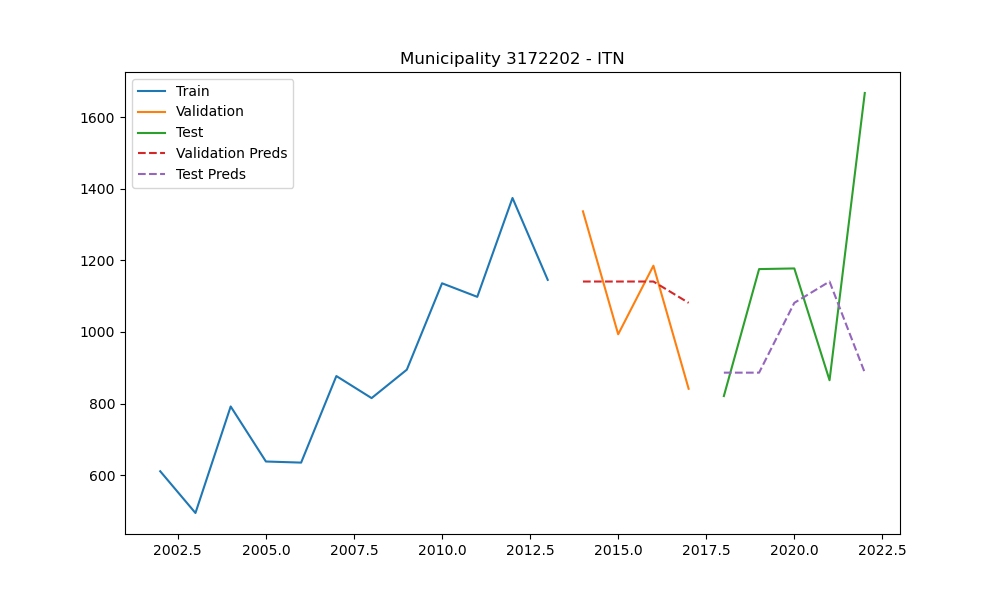 Municipality 3172202 - ITN
Train
Validation
Test
Validation Preds
Test Preds
1600
1400
1200
1000
800
600
2002.5 2005.0 2007.5 2010.0 2012.5 2015.0 2017.5 2020.0 2022.5